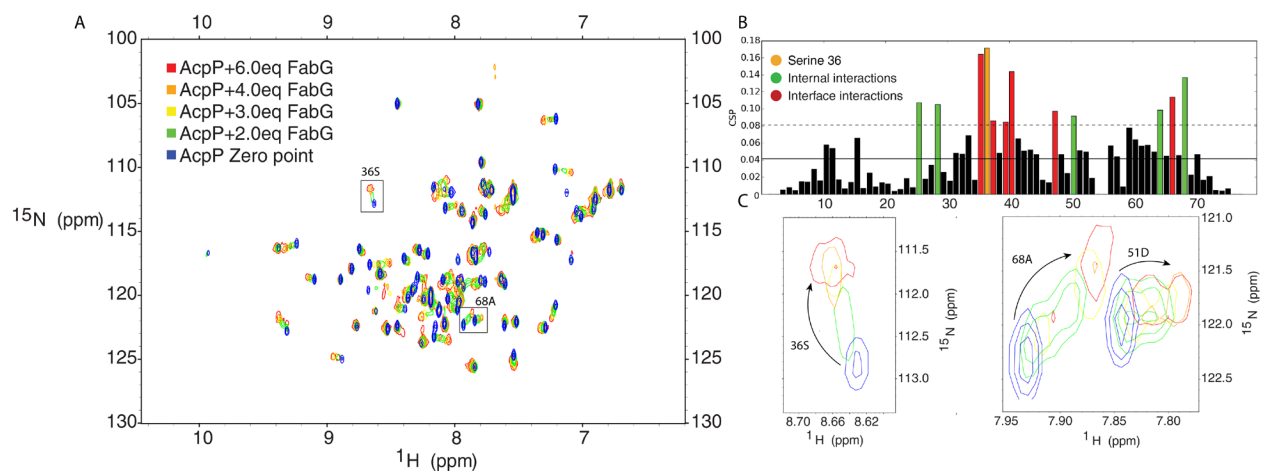 A
10 9 8 7
100 100
105 105
110 110
115 115
120 120
125 125
130 130
10 9 8 7
¹⁵N (ppm)
¹H (ppm)
¹⁵N (ppm)
AcpP+6.0eq FabG
AcpP+4.0eq FabG
AcpP+3.0eq FabG
AcpP+2.0eq FabG
AcpP Zero point
36S
68A
B
CSP
0.18
0.16
0.12
0.10
0.08
0.06
0.04
0.02
0.00
Serine 36
Internal interactions
Interface interactions
10 20 30 40 50 60 70
C
36S
111.5
112.0
112.5
113.0
¹⁵N (ppm)
8.70 8.66 8.62
¹H (ppm)
68A
51D
121.0
121.5
122.0
122.5
¹⁵N (ppm)
7.95 7.90 7.85 7.80
¹H (ppm)